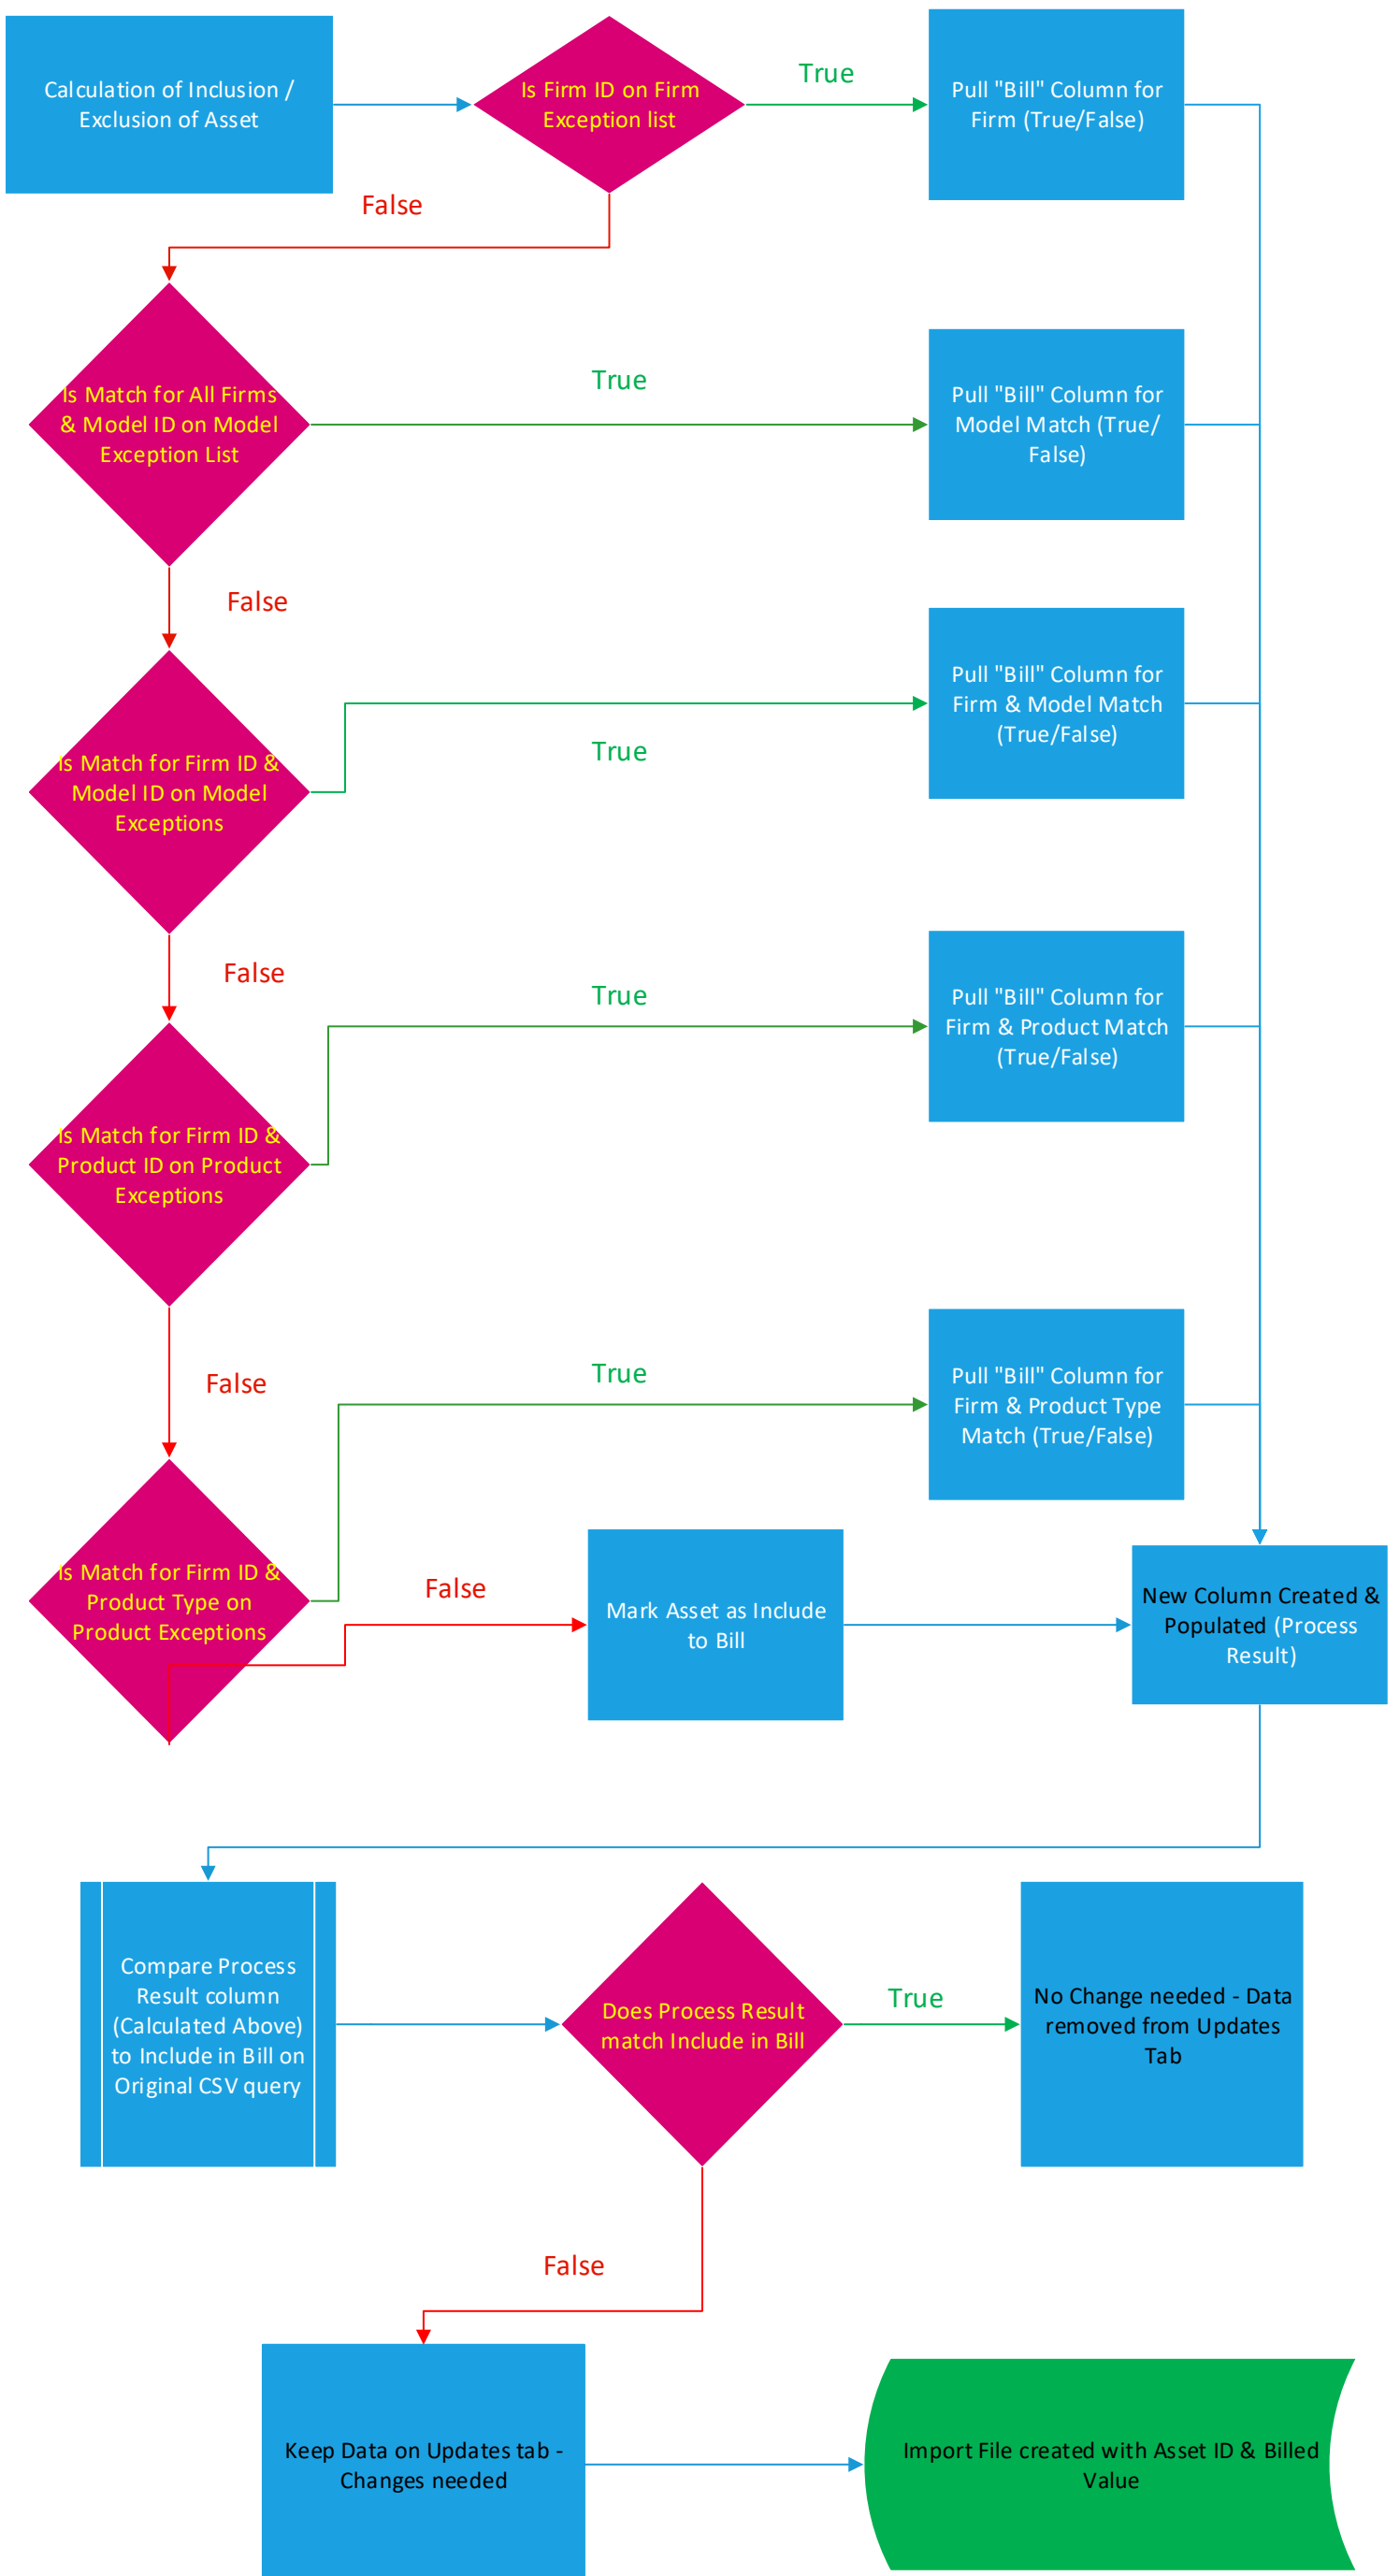 Calculation of Inclusion /
Exclusion of Asset
Is Firm ID on Firm
Exception list
True
Pull "Bill" Column for
Firm (True/False)
False
Is Match for All Firms
& Model ID on Model
Exception List
True
Pull "Bill" Column for
Model Match (True/
False)
False
Is Match for Firm ID &
Model ID on Model
Exceptions
True
Pull "Bill" Column for
Firm & Model Match
(True/False)
False
Is Match for Firm ID &
Product ID on Product
Exceptions
True
Pull "Bill" Column for
Firm & Product Match
(True/False)
False
Is Match for Firm ID &
Product Type on
Product Exceptions
True
Pull "Bill" Column for
Firm & Product Type
Match (True/False)
False
Mark Asset as Include
to Bill
New Column Created &
Populated (Process
Result)
Compare Process
Result column
(Calculated Above)
to Include in Bill on
Original CSV query
Does Process Result
match Include in Bill
True
No Change needed - Data
removed from Updates
Tab
False
Keep Data on Updates tab -
Changes needed
Import File created with Asset ID & Billed
Value